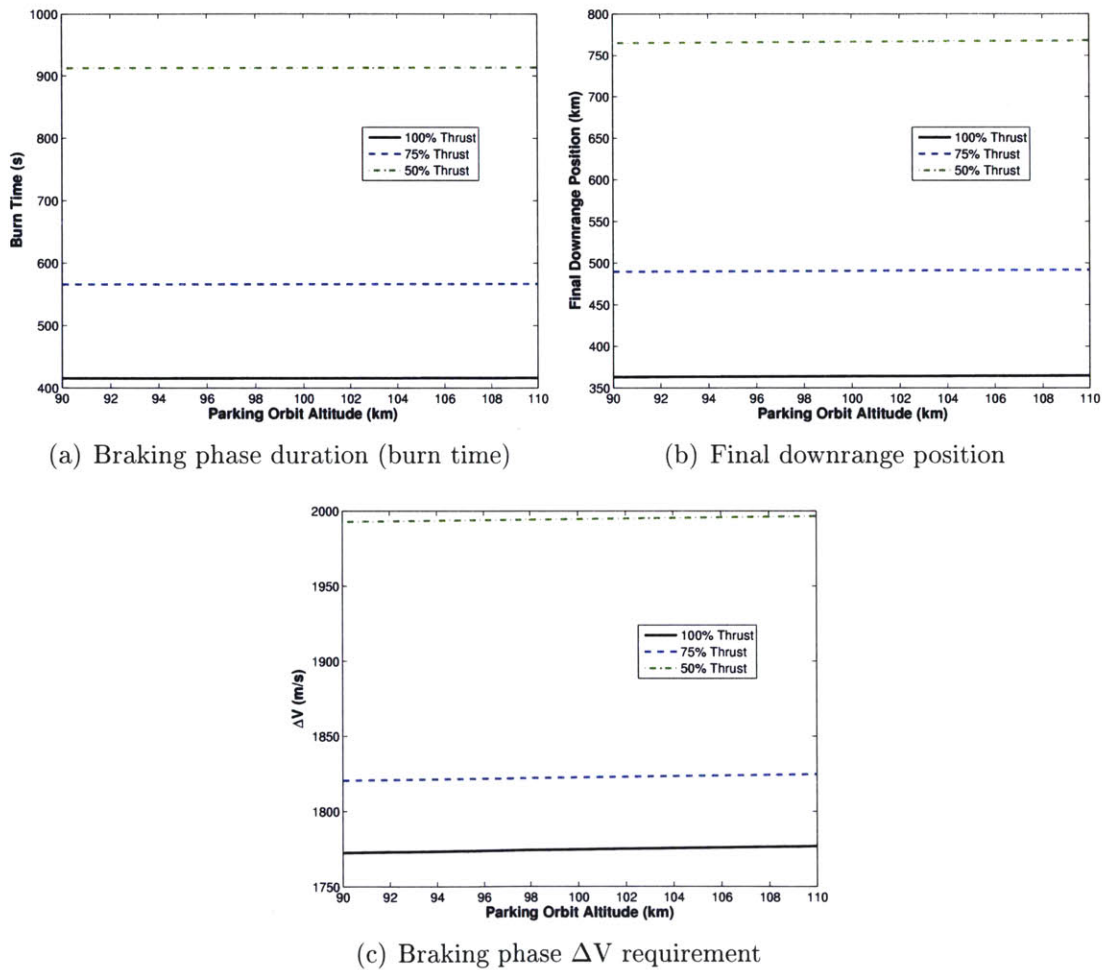 1000
900
800
700
600
500
400
Burn Time (s)
100% Thrust
75% Thrust
50% Thrust
90 92 94 96 98 100 102 104 106 108 110
Parking Orbit Altitude (km)
(a) Braking phase duration (burn time)
800
750
700
650
600
550
500
450
400
350
Final Downrange Position (km)
100% Thrust
75% Thrust
50% Thrust
90 92 94 96 98 100 102 104 106 108 110
Parking Orbit Altitude (km)
(b) Final downrange position
2000
1950
1900
1850
1800
1750
ΔV (m/s)
100% Thrust
75% Thrust
50% Thrust
90 92 94 96 98 100 102 104 106 108 110
Parking Orbit Altitude (km)
(c) Braking phase ΔV requirement